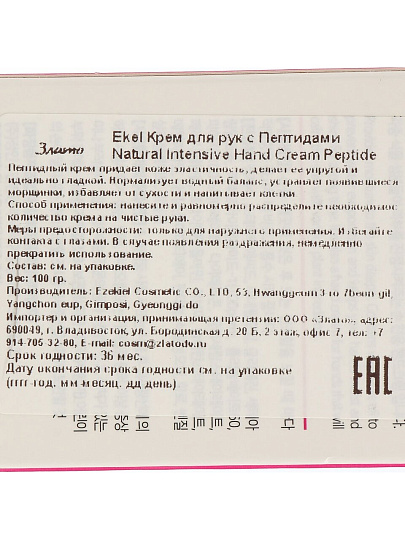 Злато
Ekel Крем для рук с Пептидами
Natural Intensive Hand Cream Peptide
Пептидный крем придает коже эластичность, делает ее упругой и
идеально гладкой. Нормализует водный баланс, устраняет появившиеся
морщинки, избавляет от сухости и напитывает кожу.
Способ применения: нанесите и равномерно распределите необходимое
количество крема на чистые руки.
Меры предосторожности: только для наружного применения. Избегайте
контакта с глазами. В случае появления раздражения, немедленно
прекратить использование.
Состав: см. на упаковке.
Вес: 100 гр.
Производитель: Ezekiel Cosmetic CO., LTD, 53, Hwanggeum 3-ro 7beon-gil,
Yangchon-eup, Gimposi, Gyeonggi-do
Импортер и организация, принимающая претензии: ООО «Злато», адрес:
690049, г. Владивосток, ул. Бородинская д. 20 Б, 2 этаж, офис 7, тел: +7
914-705-32-80, E-mail: cosm@zlatodv.ru
Срок годности: 36 мес.
Дату окончания срока годности см. на упаковке
(гггг-год, мм-месяц, дд-день)
EAC